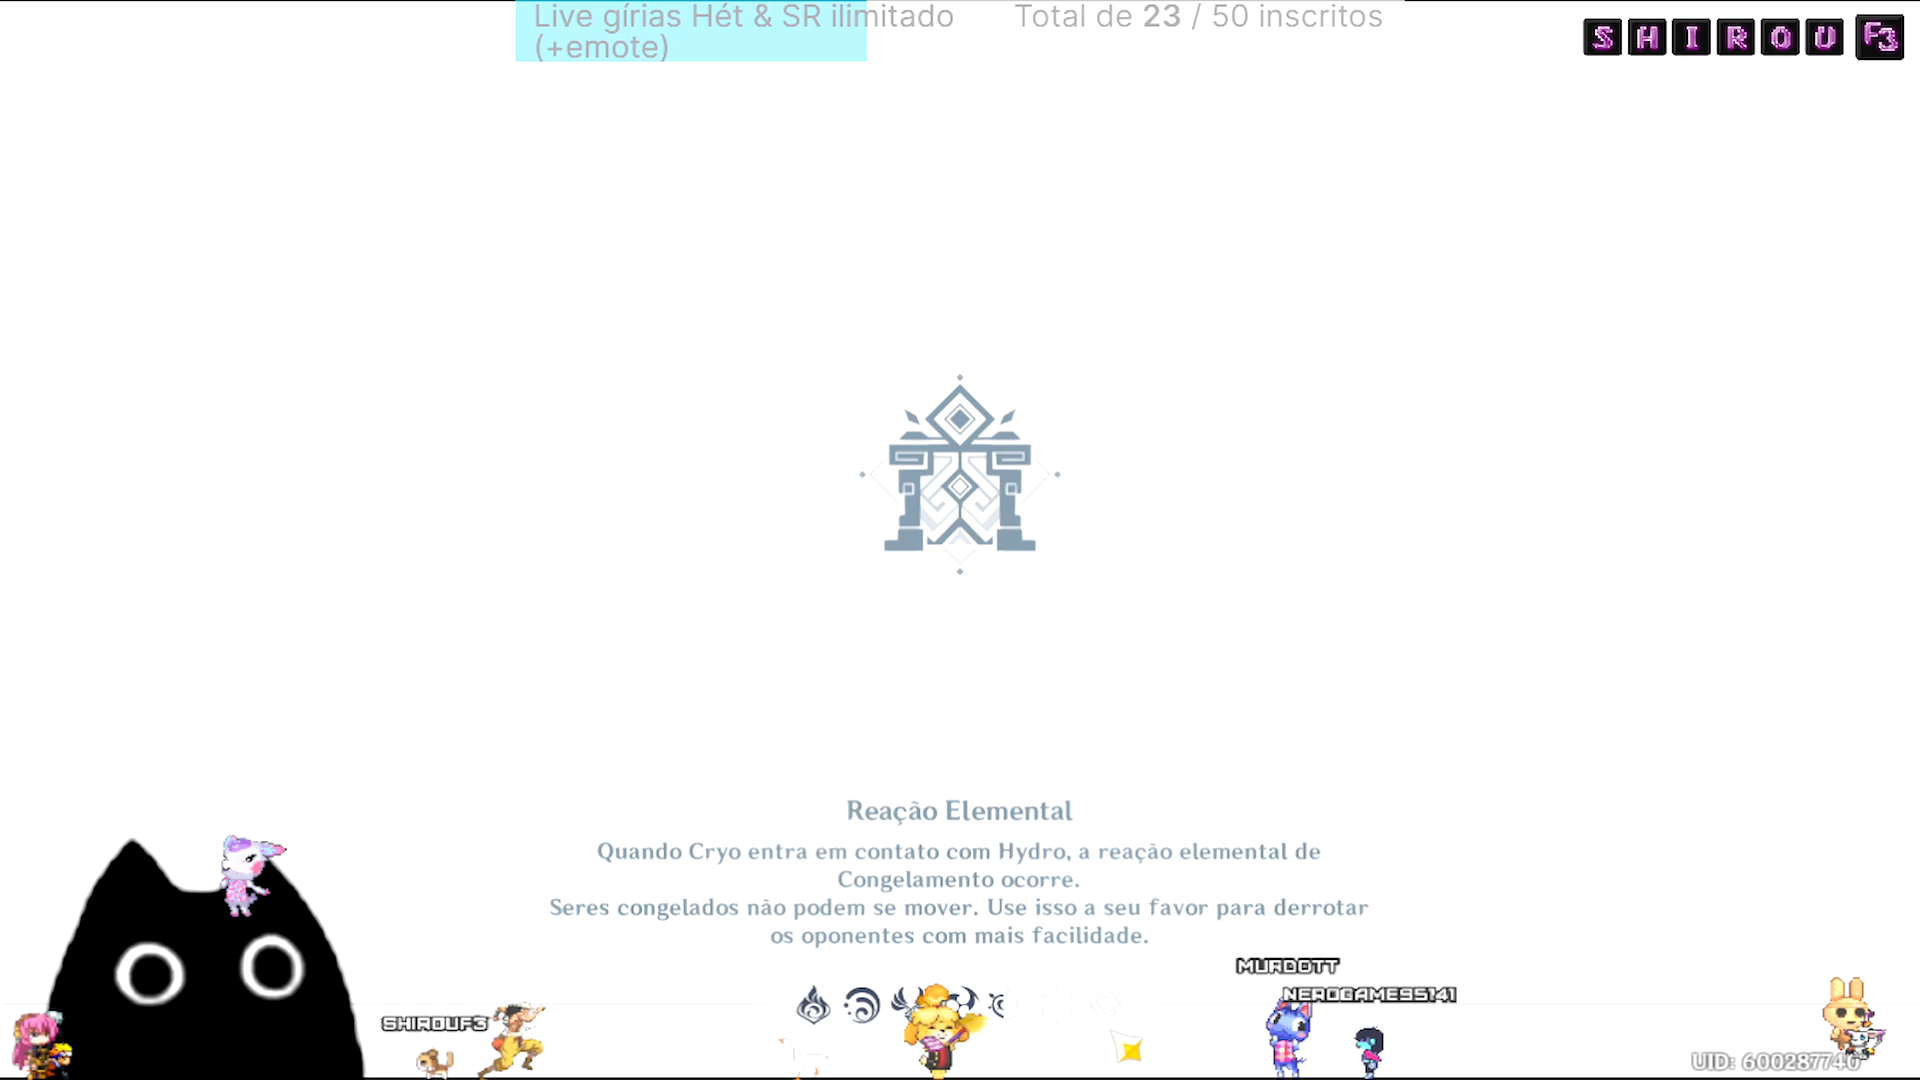 Live gírias Hét & SR ilimitado
(+emote)
Total de 23 / 50 inscritos
S H I R O U F3
Reação Elemental
Quando Cryo entra em contato com Hydro, a reação elemental de
Congelamento ocorre.
Seres congelados não podem se mover. Use isso a seu favor para derrotar
os oponentes com mais facilidade.
MURDOTT
NEROGAME95141
SHIROUF3
UID: 600287740